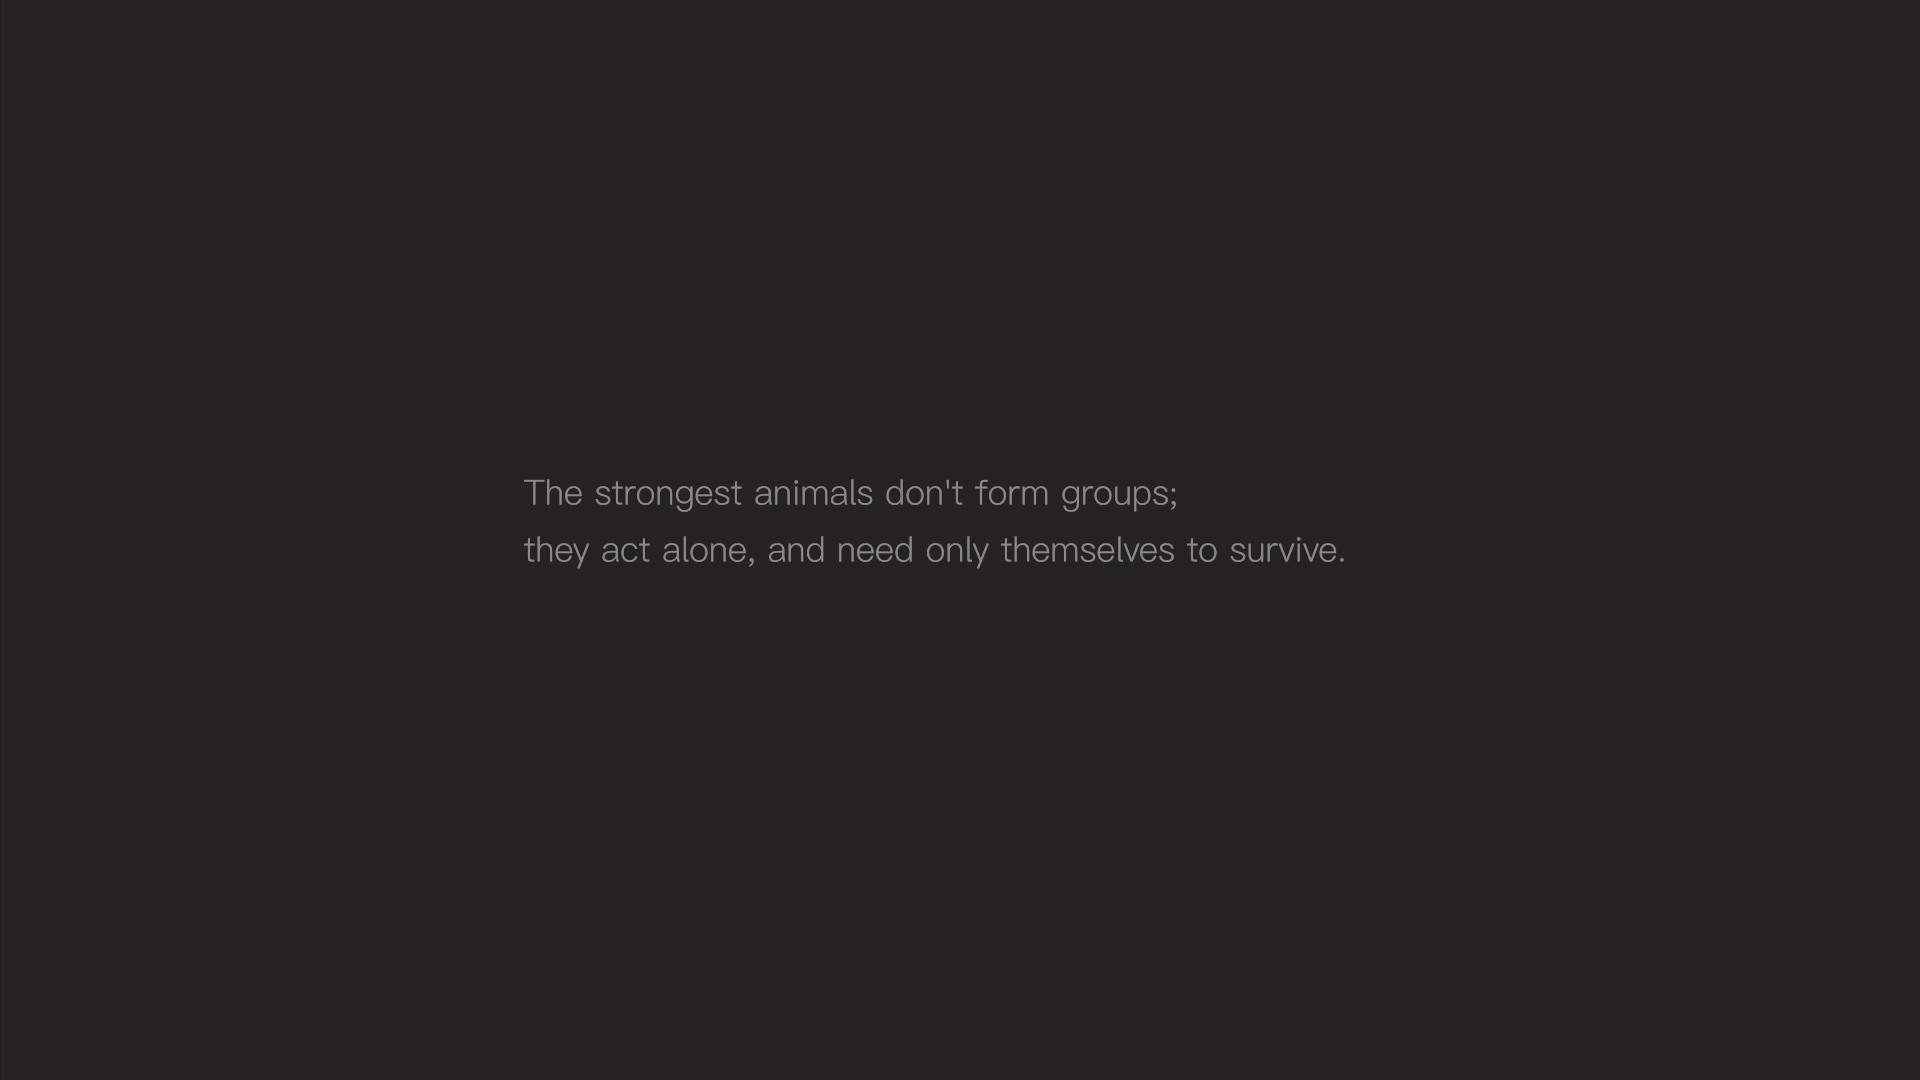 The strongest animals don't form groups;
they act alone, and need only themselves to survive.